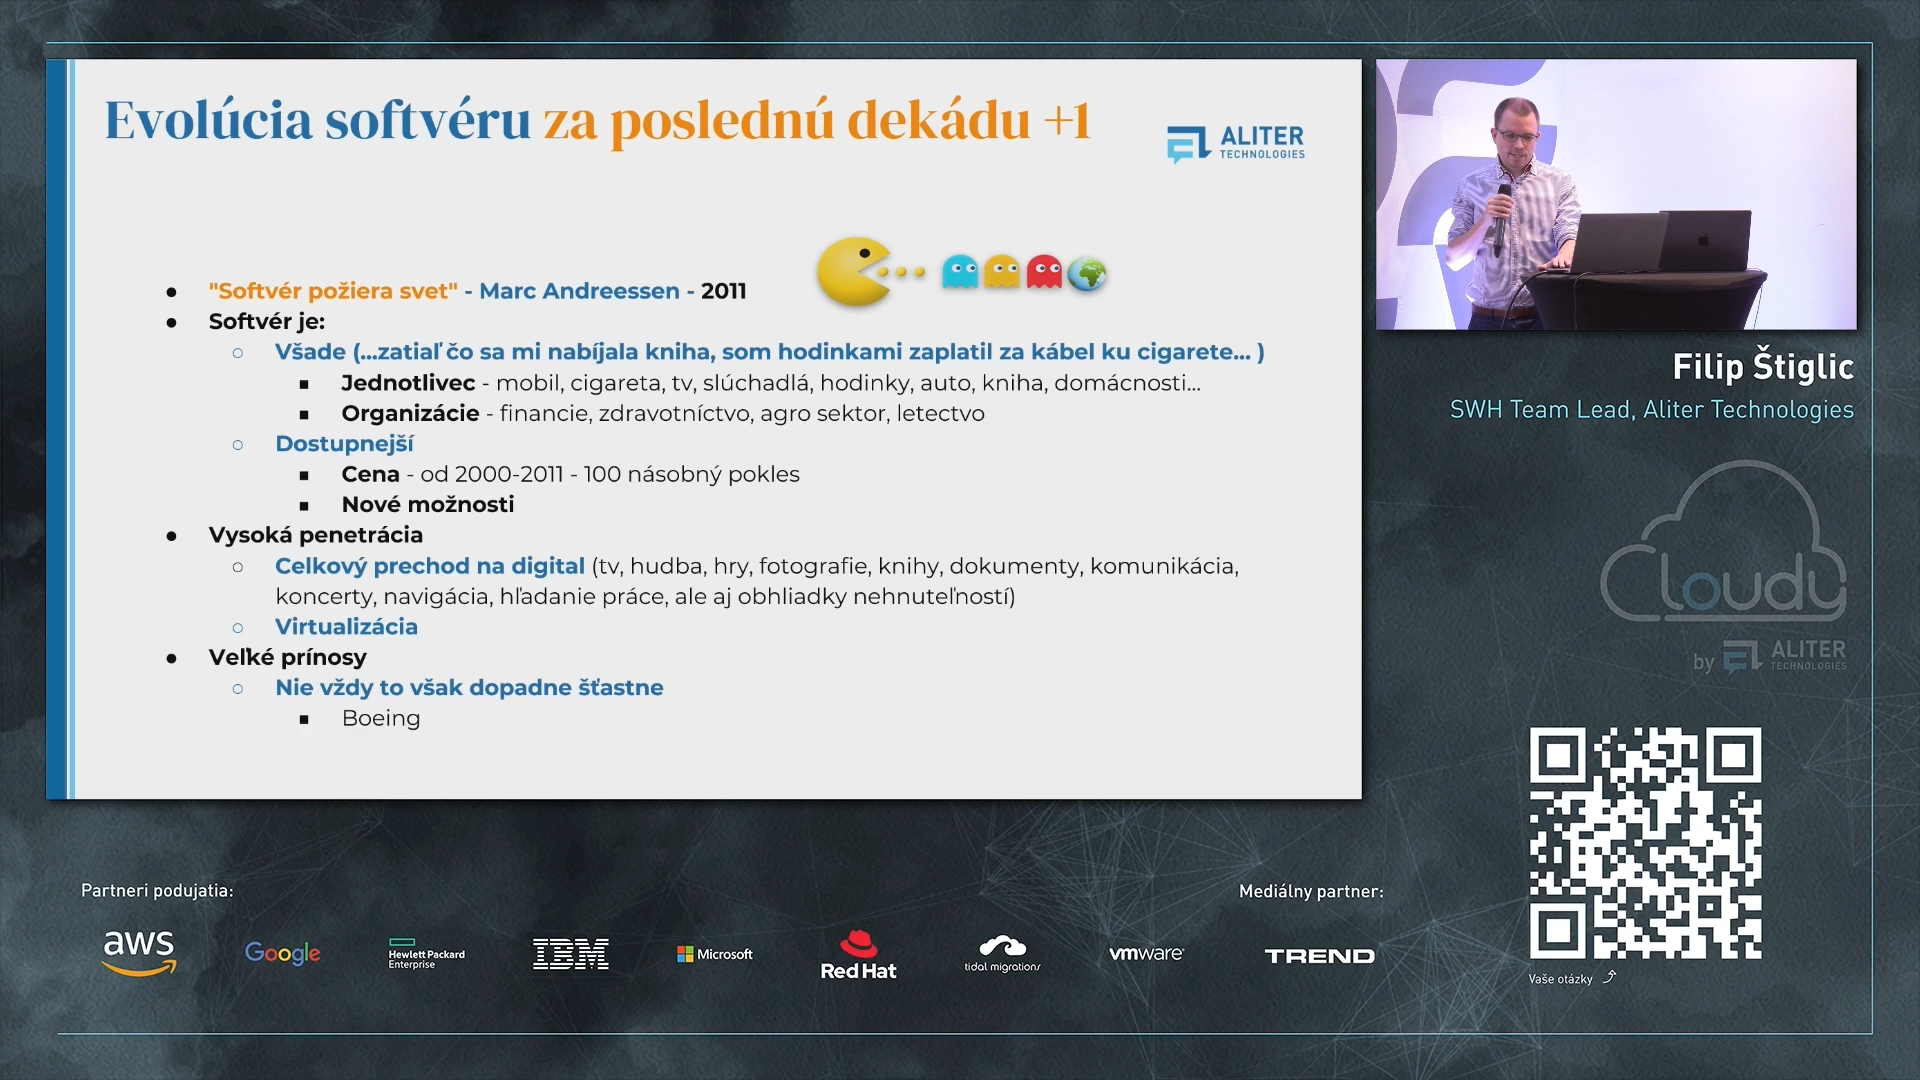 Evolúcia softvéru za poslednú dekádu +1
ALITER
TECHNOLOGIES
"Softvér požiera svet" - Marc Andreessen - 2011
Softvér je:
Všade (...zatiaľ čo sa mi nabíjala kniha, som hodinkami zaplatil za kábel ku cigarete... )
Jednotlivec - mobil, cigareta, tv, slúchadlá, hodinky, auto, kniha, domácnosti...
Organizácie - financie, zdravotníctvo, agro sektor, letectvo
Dostupnejší
Cena - od 2000-2011 - 100 násobný pokles
Nové možnosti
Vysoká penetrácia
Celkový prechod na digital (tv, hudba, hry, fotografie, knihy, dokumenty, komunikácia,
koncerty, navigácia, hľadanie práce, ale aj obhliadky nehnuteľností)
Virtualizácia
Veľké prínosy
Nie vždy to však dopadne šťastne
Boeing
Filip Štiglic
SWH Team Lead, Aliter Technologies
Cloudy
by ALITER
TECHNOLOGIES
Vaše otázky
Partneri podujatia:
Mediálny partner:
aws
Google
Hewlett Packard
Enterprise
IBM
Microsoft
Red Hat
tidal migrations
vmware
TREND